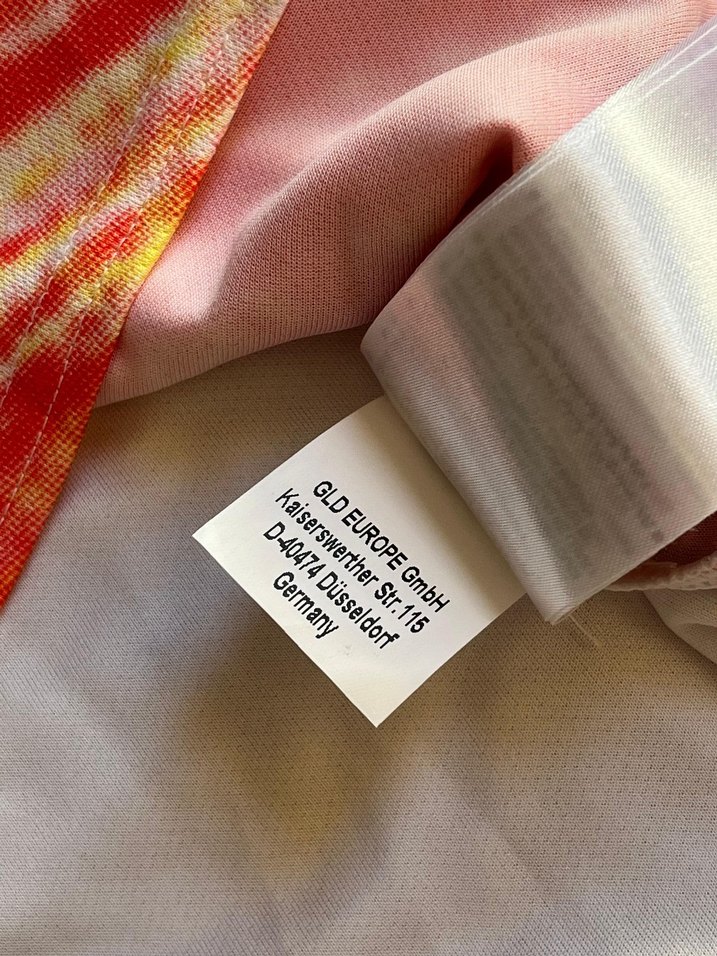 GLD EUROPE GmbH
Kaiserswerther Str.115
D-40474 Düsseldorf
Germany